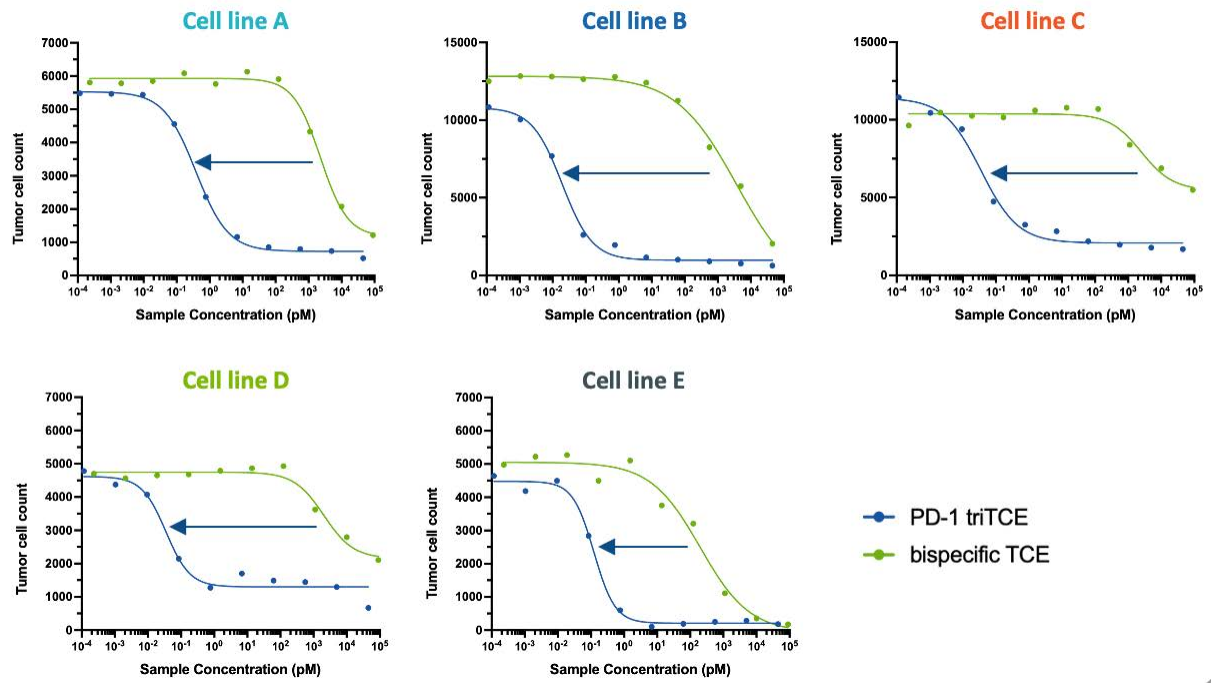 Cell line A
Cell line B
Cell line C
7000
6000
5000
4000
3000
2000
1000
0
Tumor cell count
10⁻⁴ 10⁻³ 10⁻² 10⁻¹ 10⁰ 10¹ 10² 10³ 10⁴ 10⁵
Sample Concentration (pM)
15000
10000
5000
0
Tumor cell count
10⁻⁴ 10⁻³ 10⁻² 10⁻¹ 10⁰ 10¹ 10² 10³ 10⁴ 10⁵
Sample Concentration (pM)
15000
10000
5000
0
Tumor cell count
10⁻⁴ 10⁻³ 10⁻² 10⁻¹ 10⁰ 10¹ 10² 10³ 10⁴ 10⁵
Sample Concentration (pM)
Cell line D
Cell line E
7000
6000
5000
4000
3000
2000
1000
0
Tumor cell count
10⁻⁴ 10⁻³ 10⁻² 10⁻¹ 10⁰ 10¹ 10² 10³ 10⁴ 10⁵
Sample Concentration (pM)
7000
6000
5000
4000
3000
2000
1000
0
Tumor cell count
10⁻⁴ 10⁻³ 10⁻² 10⁻¹ 10⁰ 10¹ 10² 10³ 10⁴ 10⁵
Sample Concentration (pM)
PD-1 triTCE
bispecific TCE